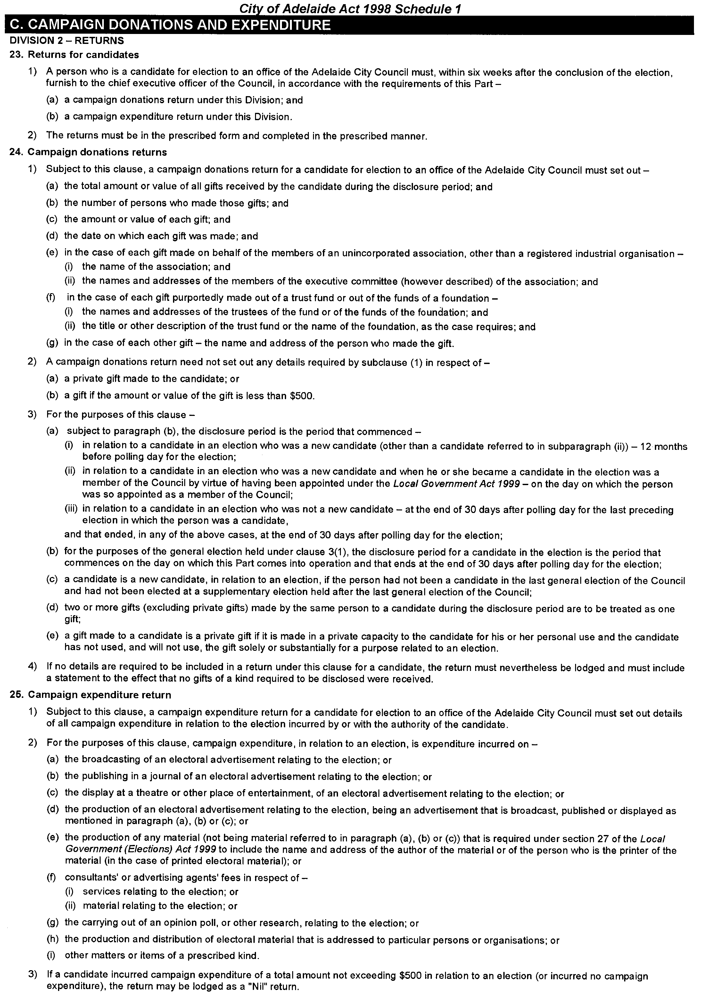 City of Adelaide Act 1998 Schedule 1
C. CAMPAIGN DONATIONS AND EXPENDITURE
DIVISION 2 – RETURNS
23. Returns for candidates
1) A person who is a candidate for election to an office of the Adelaide City Council must, within six weeks after the conclusion of the election,
furnish to the chief executive officer of the Council, in accordance with the requirements of this Part –
(a) a campaign donations return under this Division; and
(b) a campaign expenditure return under this Division.
2) The returns must be in the prescribed form and completed in the prescribed manner.
24. Campaign donations returns
1) Subject to this clause, a campaign donations return for a candidate for election to an office of the Adelaide City Council must set out –
(a) the total amount or value of all gifts received by the candidate during the disclosure period; and
(b) the number of persons who made those gifts; and
(c) the amount or value of each gift; and
(d) the date on which each gift was made; and
(e) in the case of each gift made on behalf of the members of an unincorporated association, other than a registered industrial organisation –
(i) the name of the association; and
(ii) the names and addresses of the members of the executive committee (however described) of the association; and
(f) in the case of each gift purportedly made out of a trust fund or out of the funds of a foundation –
(i) the names and addresses of the trustees of the fund or of the funds of the foundation; and
(ii) the title or other description of the trust fund or the name of the foundation, as the case requires; and
(g) in the case of each other gift – the name and address of the person who made the gift.
2) A campaign donations return need not set out any details required by subclause (1) in respect of –
(a) a private gift made to the candidate; or
(b) a gift if the amount or value of the gift is less than $500.
3) For the purposes of this clause –
(a) subject to paragraph (b), the disclosure period is the period that commenced –
(i) in relation to a candidate in an election who was a new candidate (other than a candidate referred to in subparagraph (ii)) – 12 months
before polling day for the election;
(ii) in relation to a candidate in an election who was a new candidate and when he or she became a candidate in the election was a
member of the Council by virtue of having been appointed under the Local Government Act 1999 – on the day on which the person
was so appointed as a member of the Council;
(iii) in relation to a candidate in an election who was not a new candidate – at the end of 30 days after polling day for the last preceding
election in which the person was a candidate,
and that ended, in any of the above cases, at the end of 30 days after polling day for the election;
(b) for the purposes of the general election held under clause 3(1), the disclosure period for a candidate in the election is the period that
commences on the day on which this Part comes into operation and that ends at the end of 30 days after polling day for the election;
(c) a candidate is a new candidate, in relation to an election, if the person had not been a candidate in the last general election of the Council
and had not been elected at a supplementary election held after the last general election of the Council;
(d) two or more gifts (excluding private gifts) made by the same person to a candidate during the disclosure period are to be treated as one
gift;
(e) a gift made to a candidate is a private gift if it is made in a private capacity to the candidate for his or her personal use and the candidate
has not used, and will not use, the gift solely or substantially for a purpose related to an election.
4) If no details are required to be included in a return under this clause for a candidate, the return must nevertheless be lodged and must include
a statement to the effect that no gifts of a kind required to be disclosed were received.
25. Campaign expenditure return
1) Subject to this clause, a campaign expenditure return for a candidate for election to an office of the Adelaide City Council must set out details
of all campaign expenditure in relation to the election incurred by or with the authority of the candidate.
2) For the purposes of this clause, campaign expenditure, in relation to an election, is expenditure incurred on –
(a) the broadcasting of an electoral advertisement relating to the election; or
(b) the publishing in a journal of an electoral advertisement relating to the election; or
(c) the display at a theatre or other place of entertainment, of an electoral advertisement relating to the election; or
(d) the production of an electoral advertisement relating to the election, being an advertisement that is broadcast, published or displayed as
mentioned in paragraph (a), (b) or (c); or
(e) the production of any material (not being material referred to in paragraph (a), (b) or (c)) that is required under section 27 of the Local
Government (Elections) Act 1999 to include the name and address of the author of the material or of the person who is the printer of the
material (in the case of printed electoral material); or
(f) consultants' or advertising agents' fees in respect of –
(i) services relating to the election; or
(ii) material relating to the election; or
(g) the carrying out of an opinion poll, or other research, relating to the election; or
(h) the production and distribution of electoral material that is addressed to particular persons or organisations; or
(i) other matters or items of a prescribed kind.
3) If a candidate incurred campaign expenditure of a total amount not exceeding $500 in relation to an election (or incurred no campaign
expenditure), the return may be lodged as a "Nil" return.